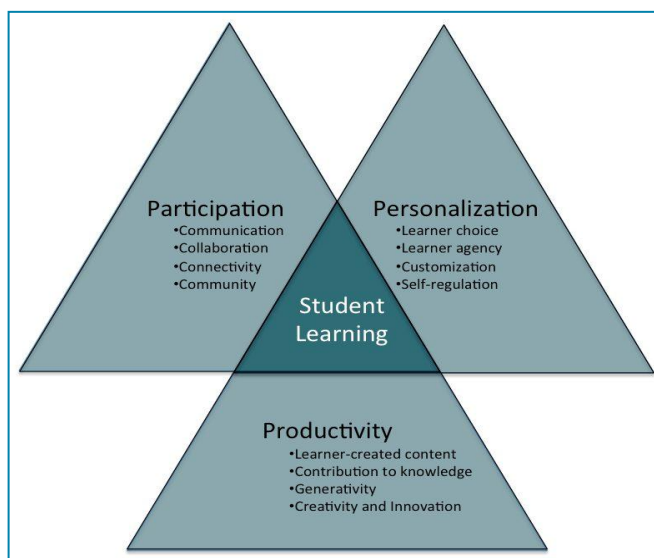 Participation
•Communication
•Collaboration
•Connectivity
•Community
Personalization
•Learner choice
•Learner agency
•Customization
•Self-regulation
Student
Learning
Productivity
•Learner-created content
•Contribution to knowledge
•Generativity
•Creativity and Innovation